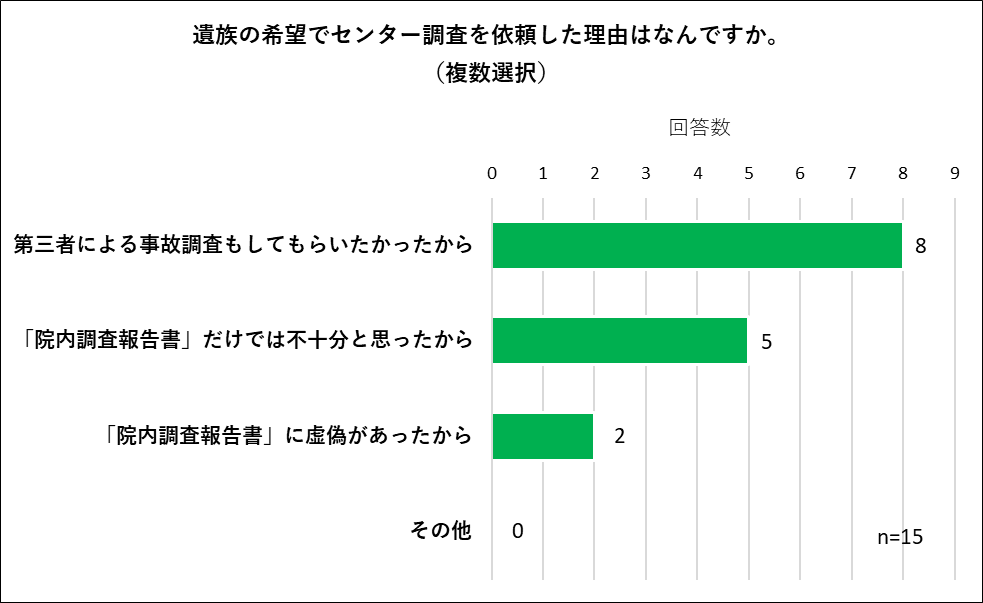 遺族の希望でセンター調査を依頼した理由はなんですか。
（複数選択）
回答数
0 1 2 3 4 5 6 7 8 9
第三者による事故調査もしてもらいたかったから 8
「院内調査報告書」だけでは不十分と思ったから 5
「院内調査報告書」に虚偽があったから 2
その他 0
n=15